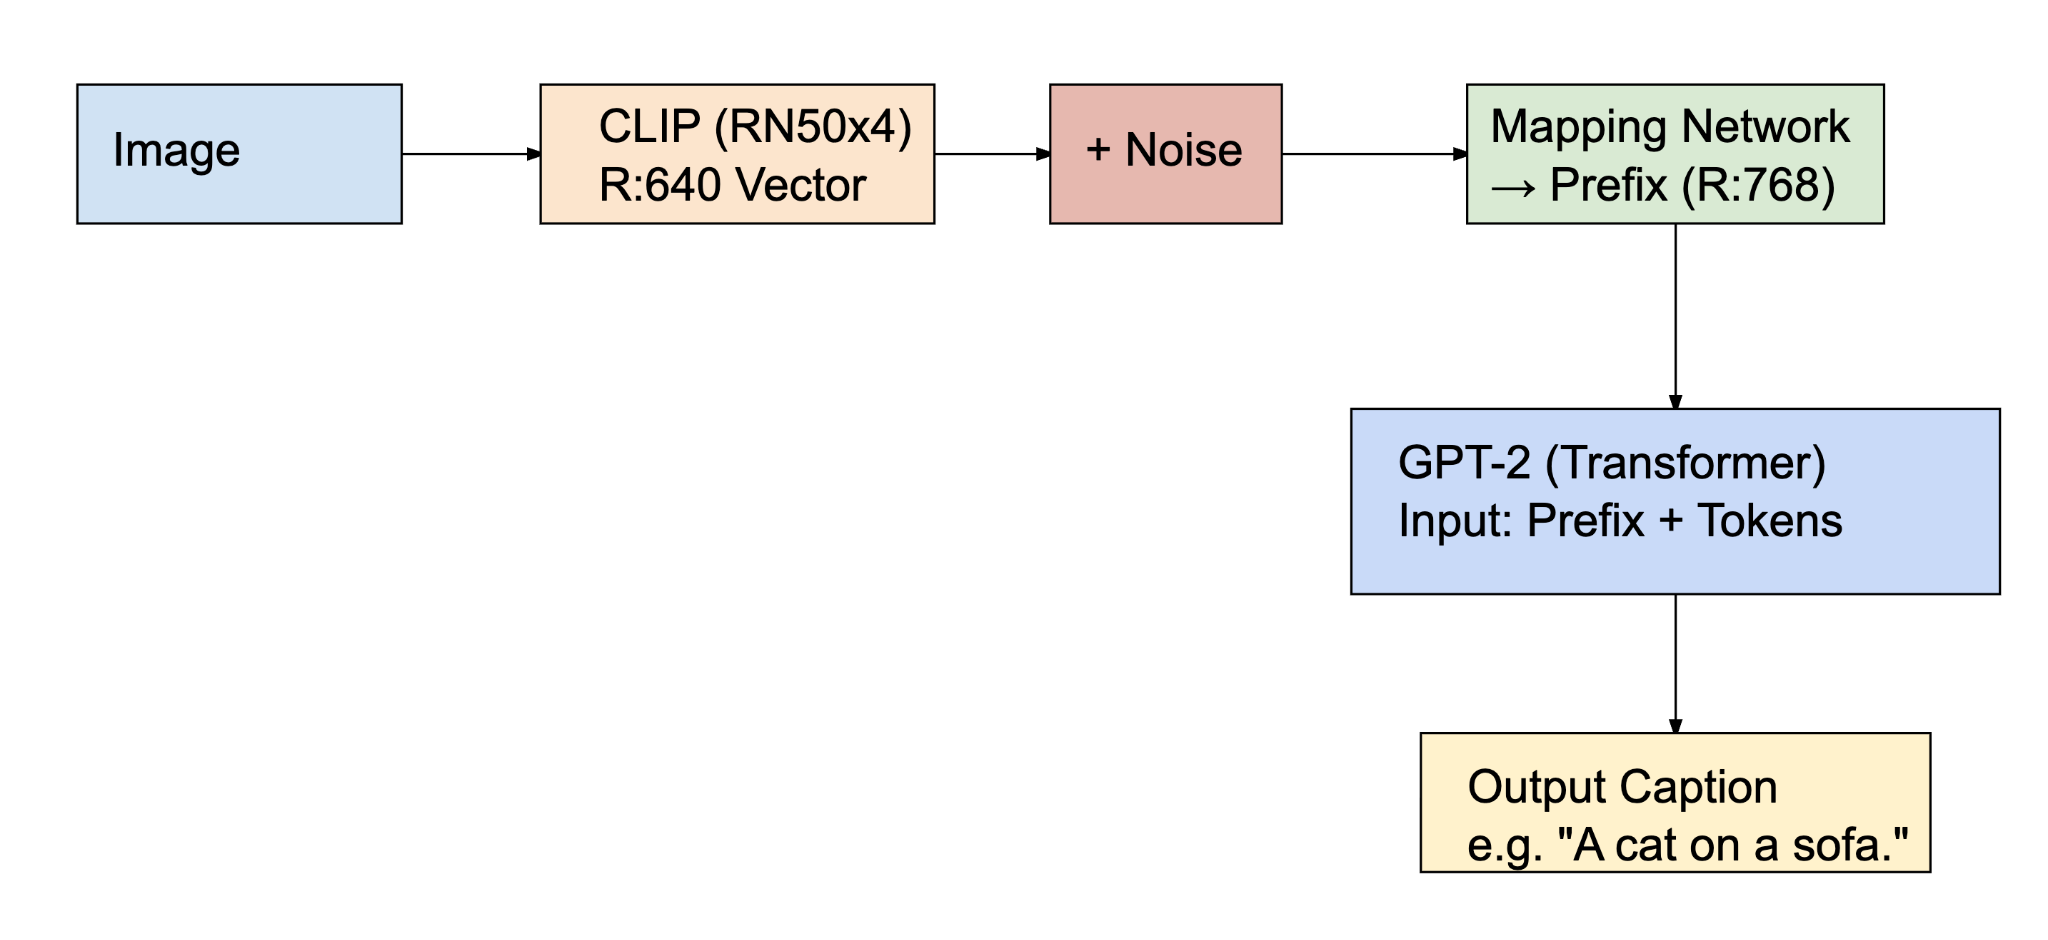 Image
CLIP (RN50x4)
R:640 Vector
+ Noise
Mapping Network
→ Prefix (R:768)
GPT-2 (Transformer)
Input: Prefix + Tokens
Output Caption
e.g. "A cat on a sofa."